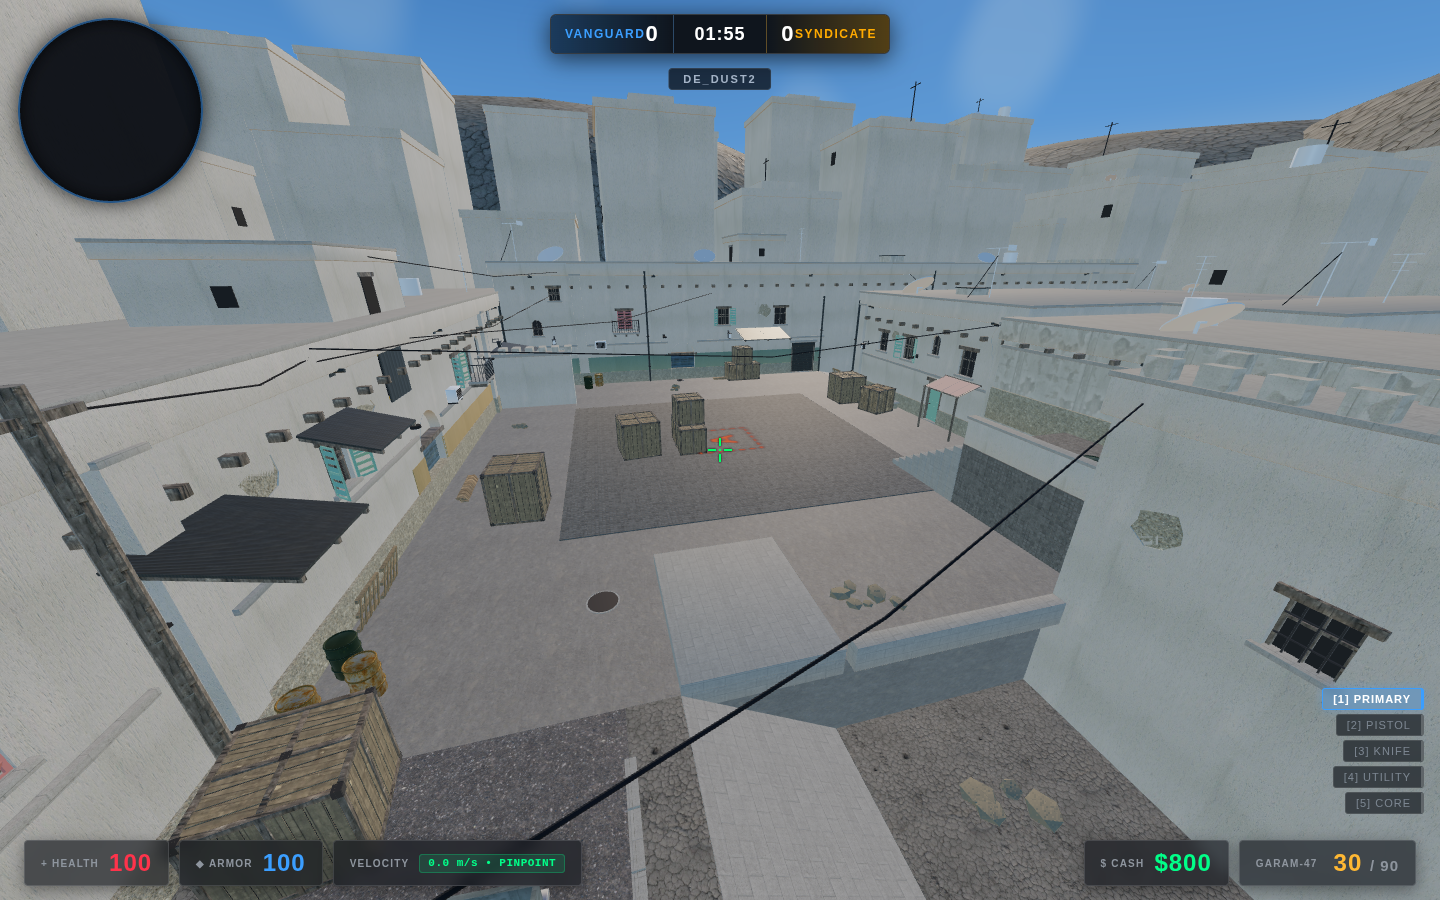 VANGUARD 0 01:55 0 SYNDICATE
DE_DUST2
[1] PRIMARY
[2] PISTOL
[3] KNIFE
[4] UTILITY
[5] CORE
+ HEALTH 100 ◆ ARMOR 100 VELOCITY 0.0 m/s • PINPOINT $ CASH $800 GARAM-47 30 / 90